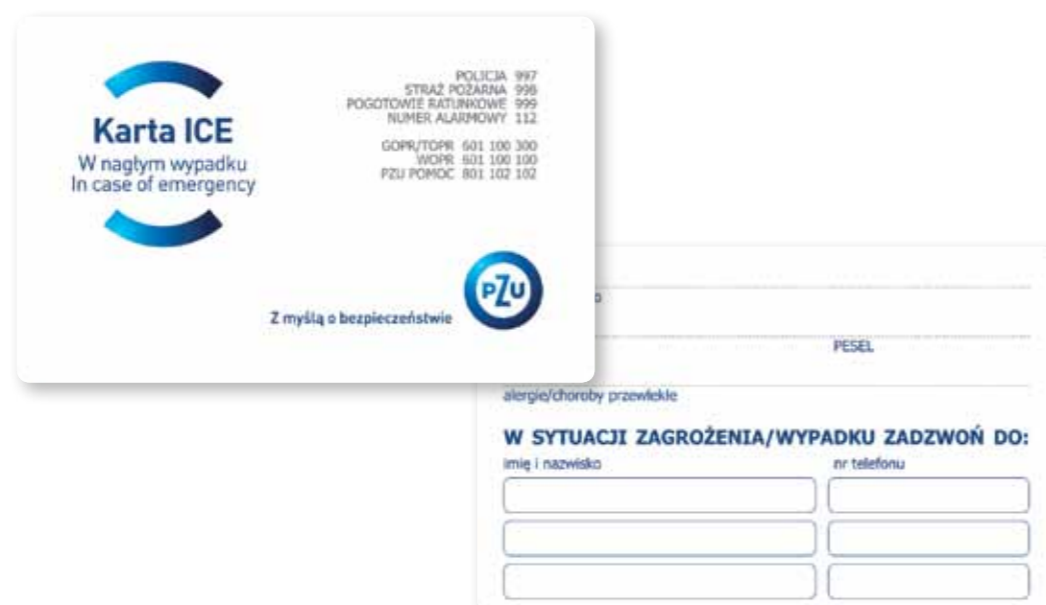 Karta ICE
W nagłym wypadku
In case of emergency
POLICJA 997
STRAŻ POŻARNA 998
POGOTOWIE RATUNKOWE 999
NUMER ALARMOWY 112
GOPR/TOPR 601 100 300
WOPR 601 100 100
PZU POMOC 801 102 102
PZU
Z myślą o bezpieczeństwie
PESEL
alergie/choroby przewlekłe
W SYTUACJI ZAGROŻENIA/WYPADKU ZADZWOŃ DO:
imię i nazwisko nr telefonu